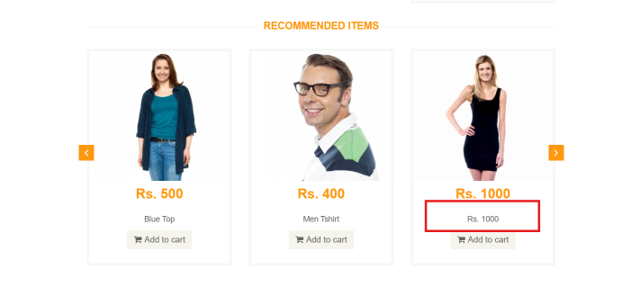 RECOMMENDED ITEMS
Rs. 500
Blue Top
Add to cart
Rs. 400
Men Tshirt
Add to cart
Rs. 1000
Rs. 1000
Add to cart